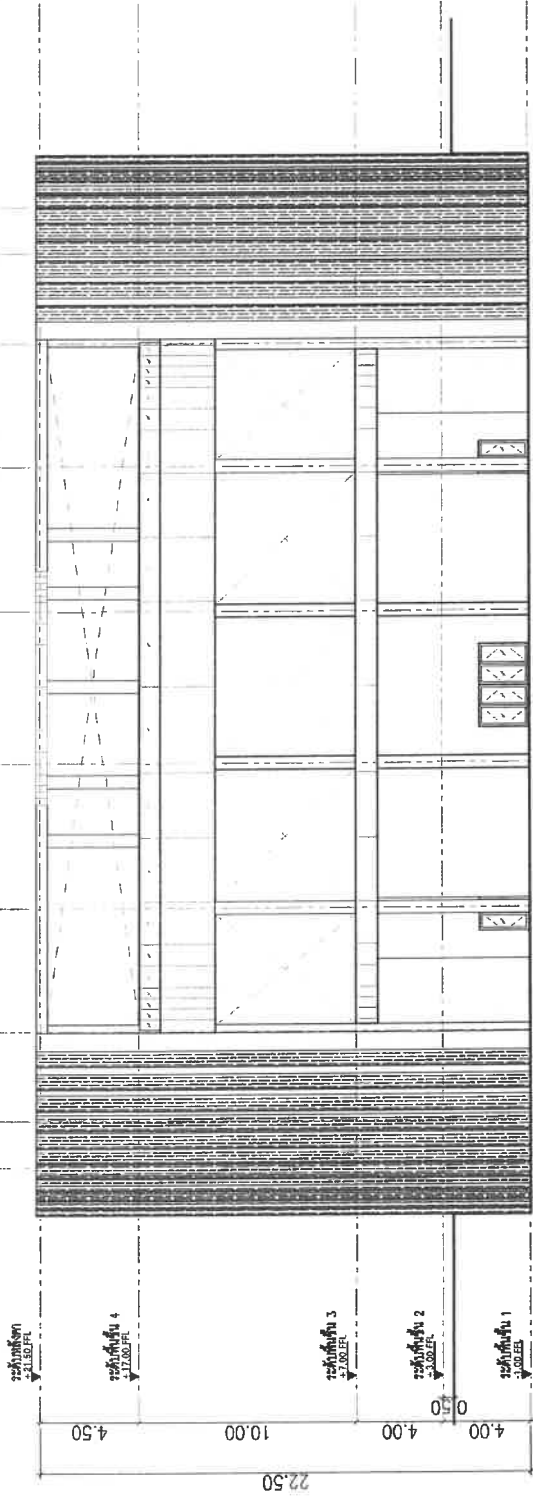 ระดับหลังคา
+21.50 FFL
ระดับพื้นชั้น 4
+17.00 FFL
ระดับพื้นชั้น 3
+7.00 FFL
ระดับพื้นชั้น 2
+3.00 FFL
ระดับพื้นชั้น 1
-1.00 FFL
4.50
10.00
4.00
0.50
4.00
22.50